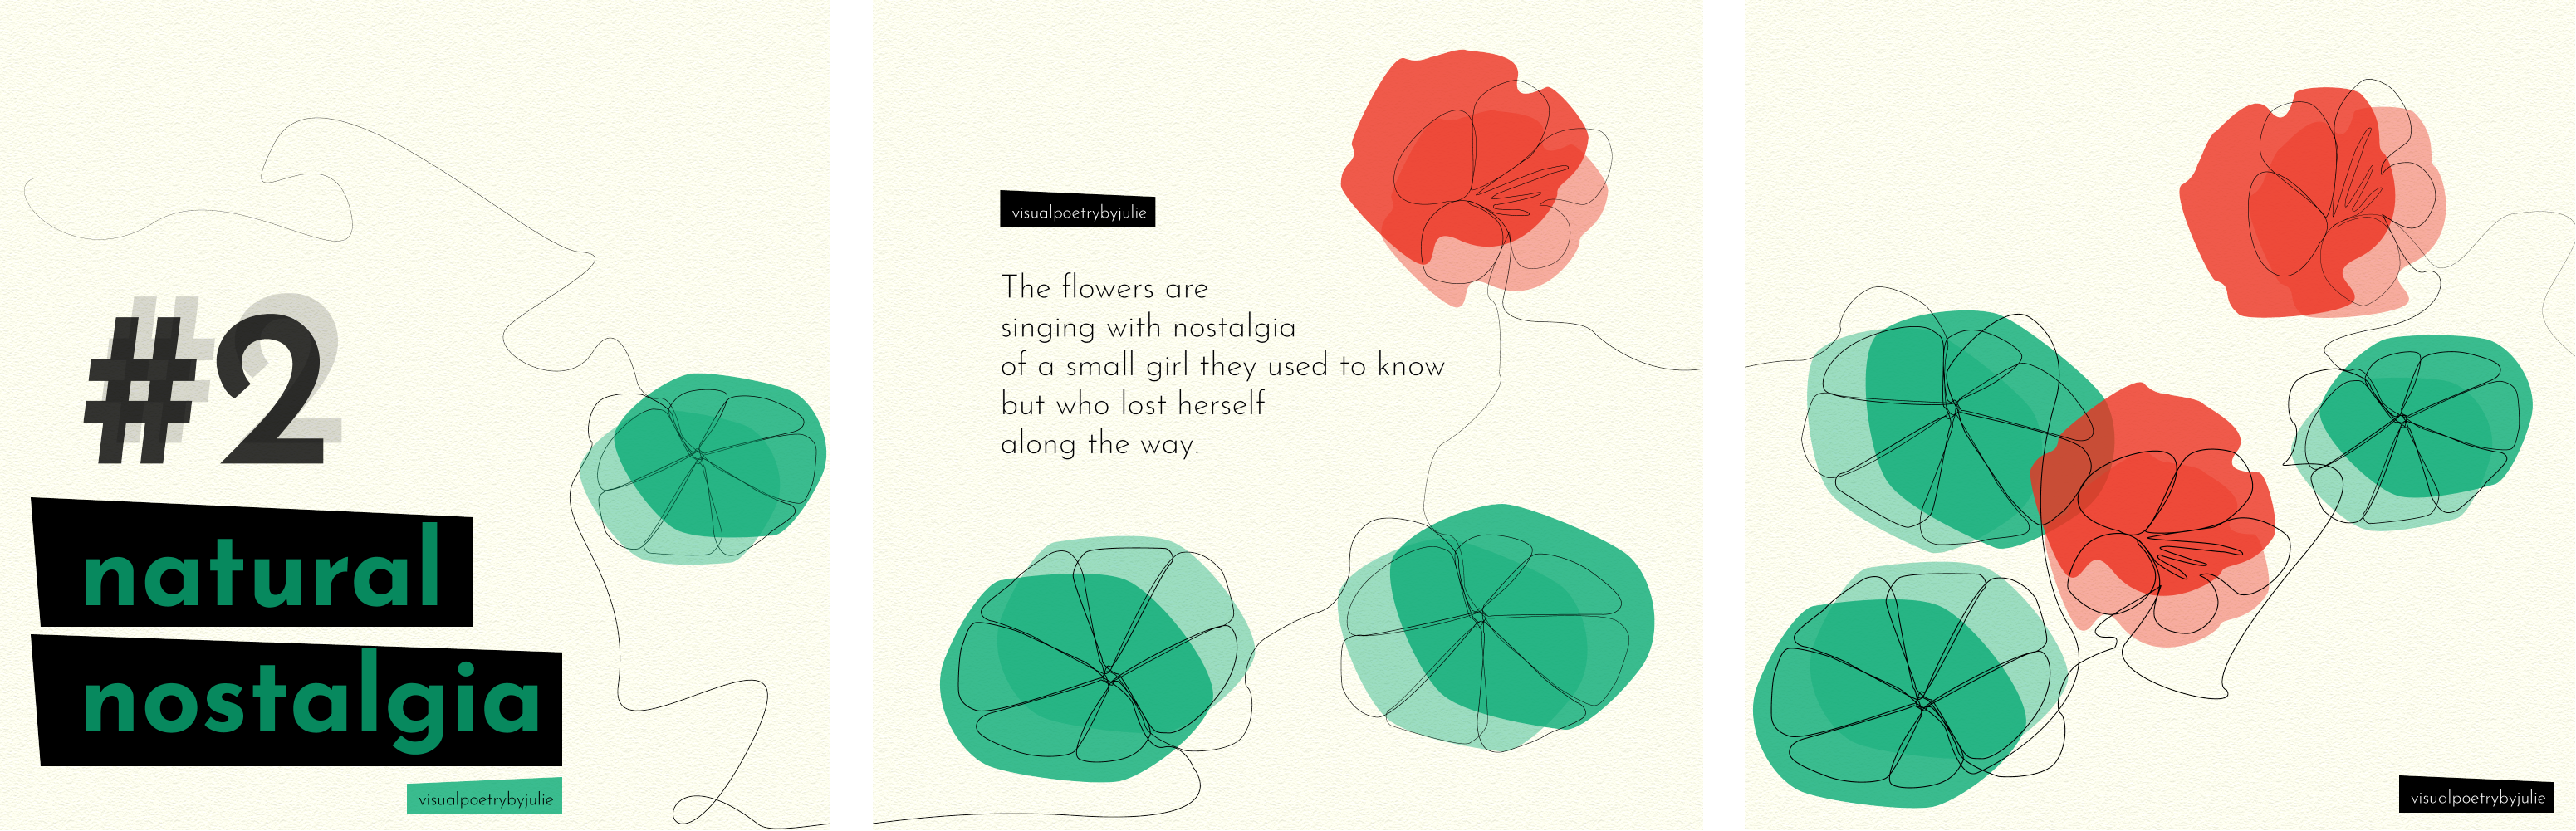 #2
natural
nostalgia
visualpoetrybyjulie
visualpoetrybyjulie
The flowers are
singing with nostalgia
of a small girl they used to know
but who lost herself
along the way.
visualpoetrybyjulie